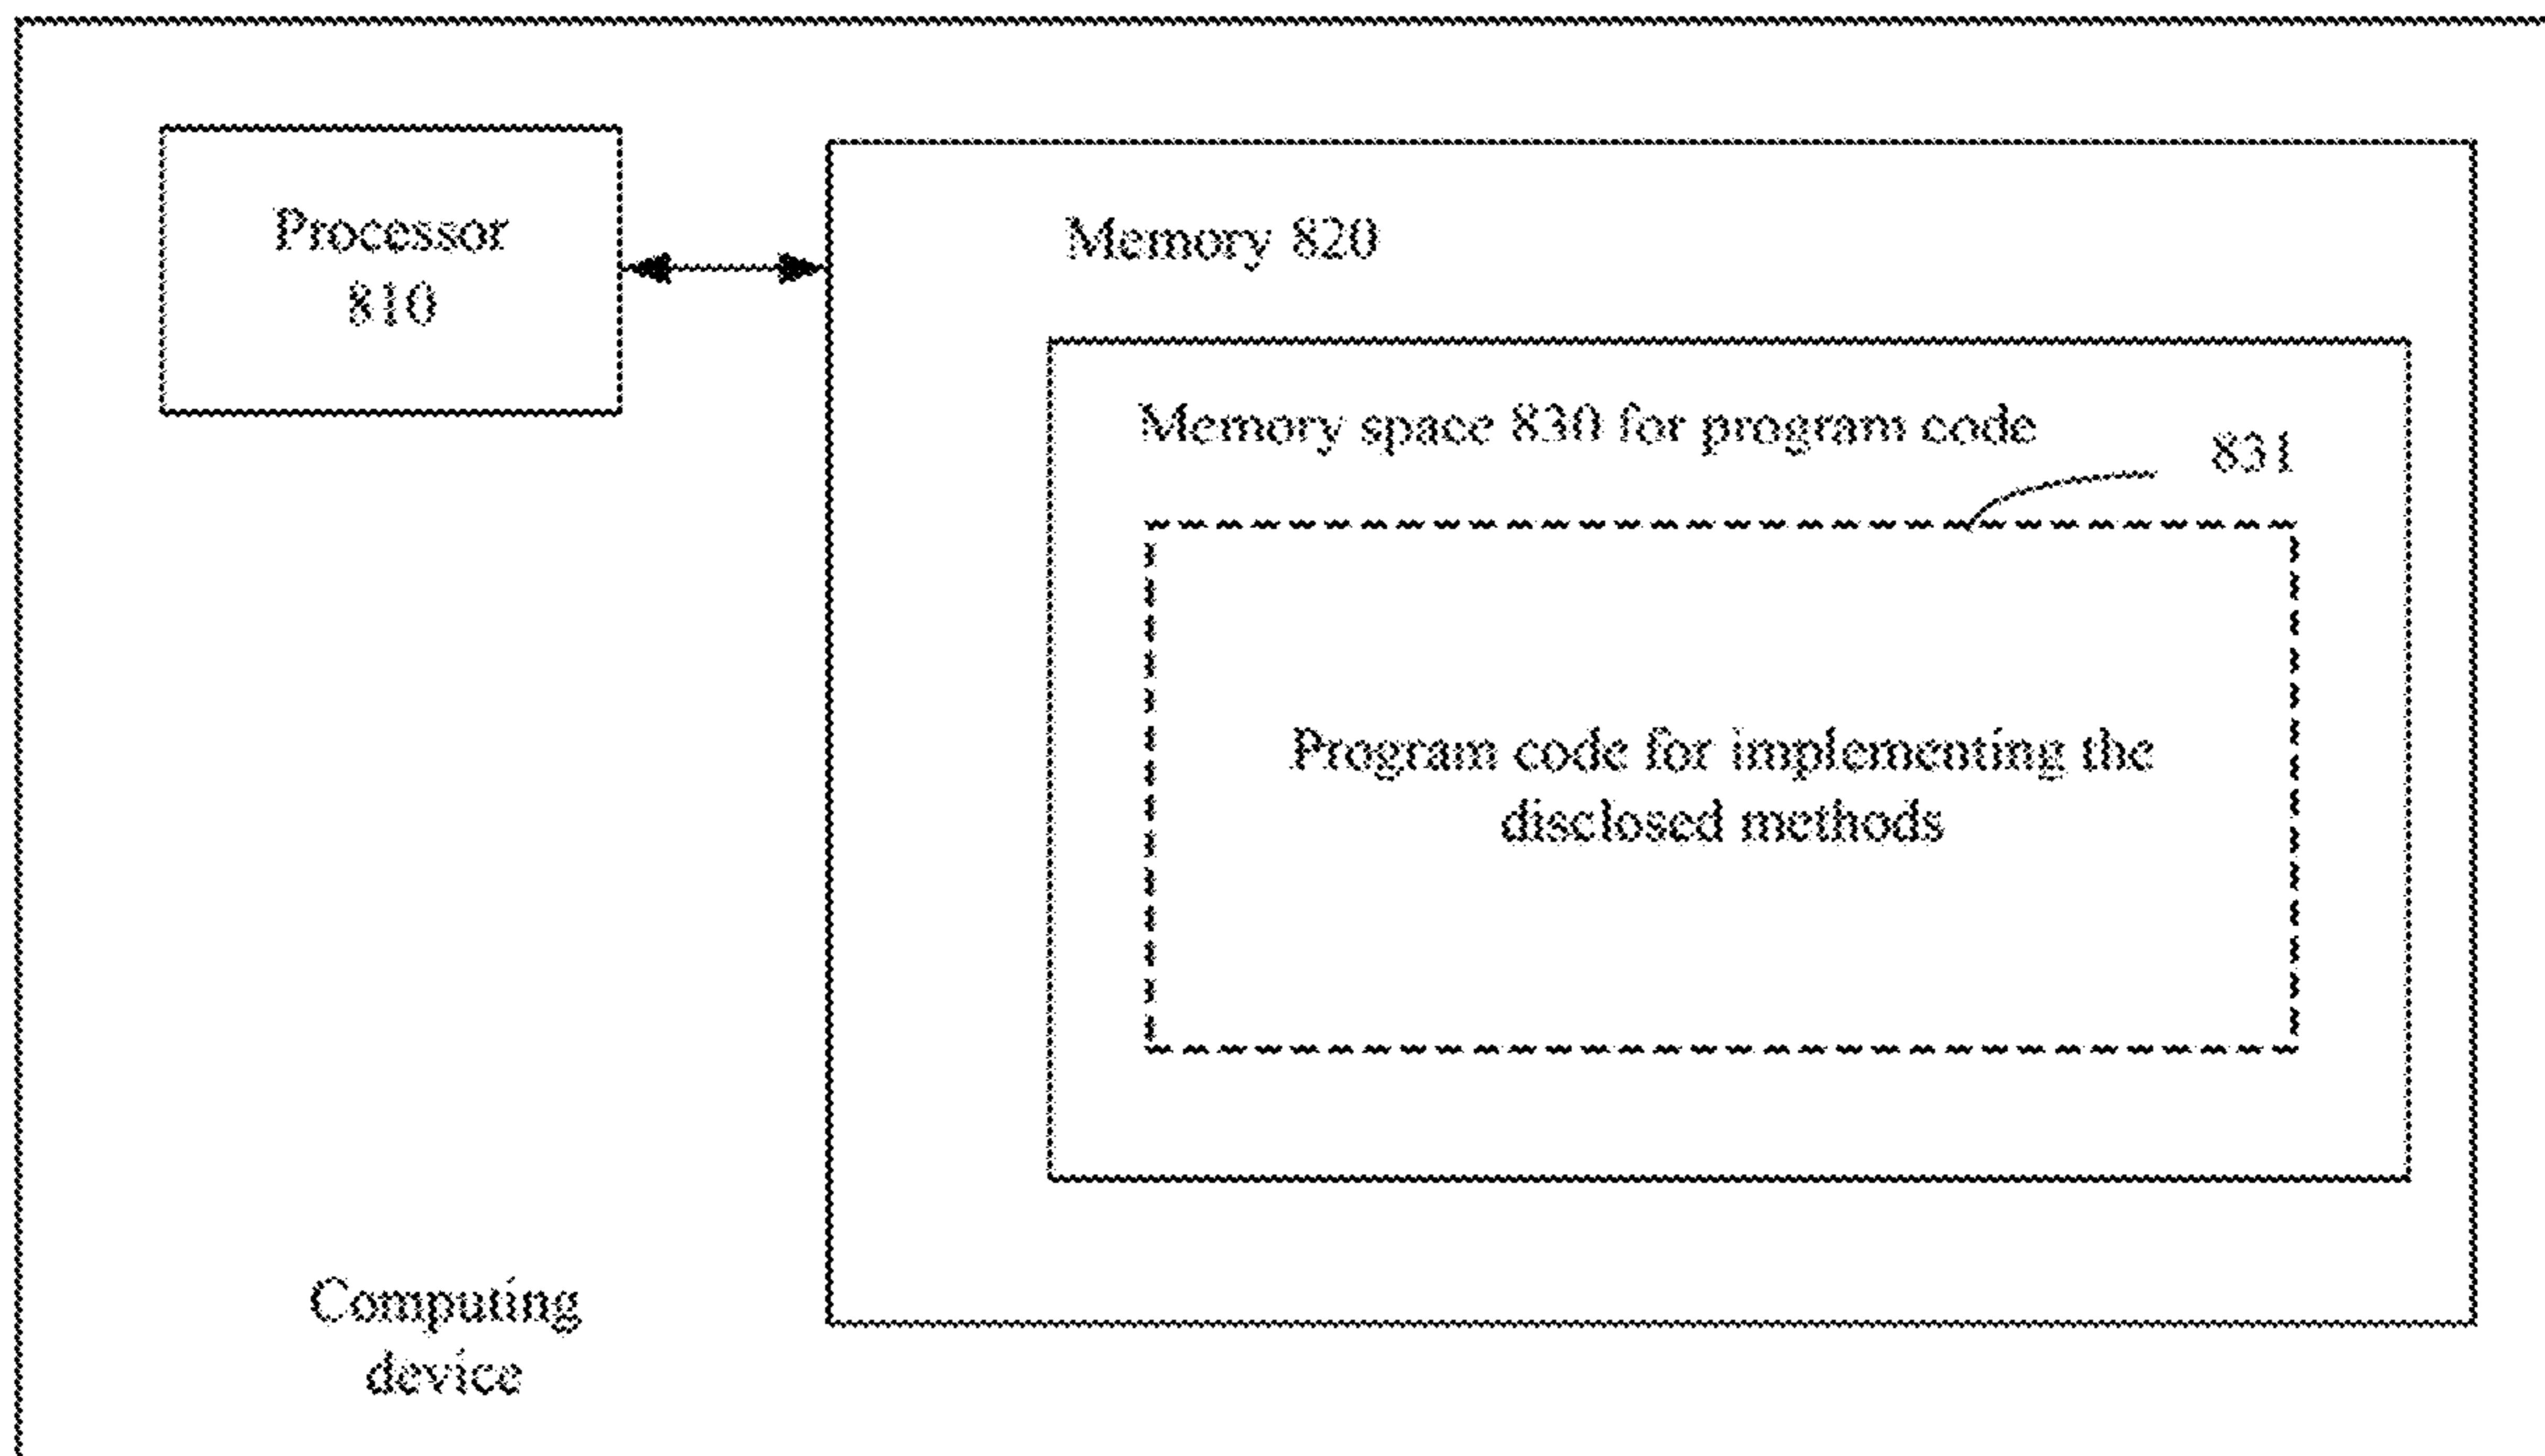 Processor
810
Memory 820
Memory space 830 for program code
831
Program code for implementing the
disclosed methods
Computing
device